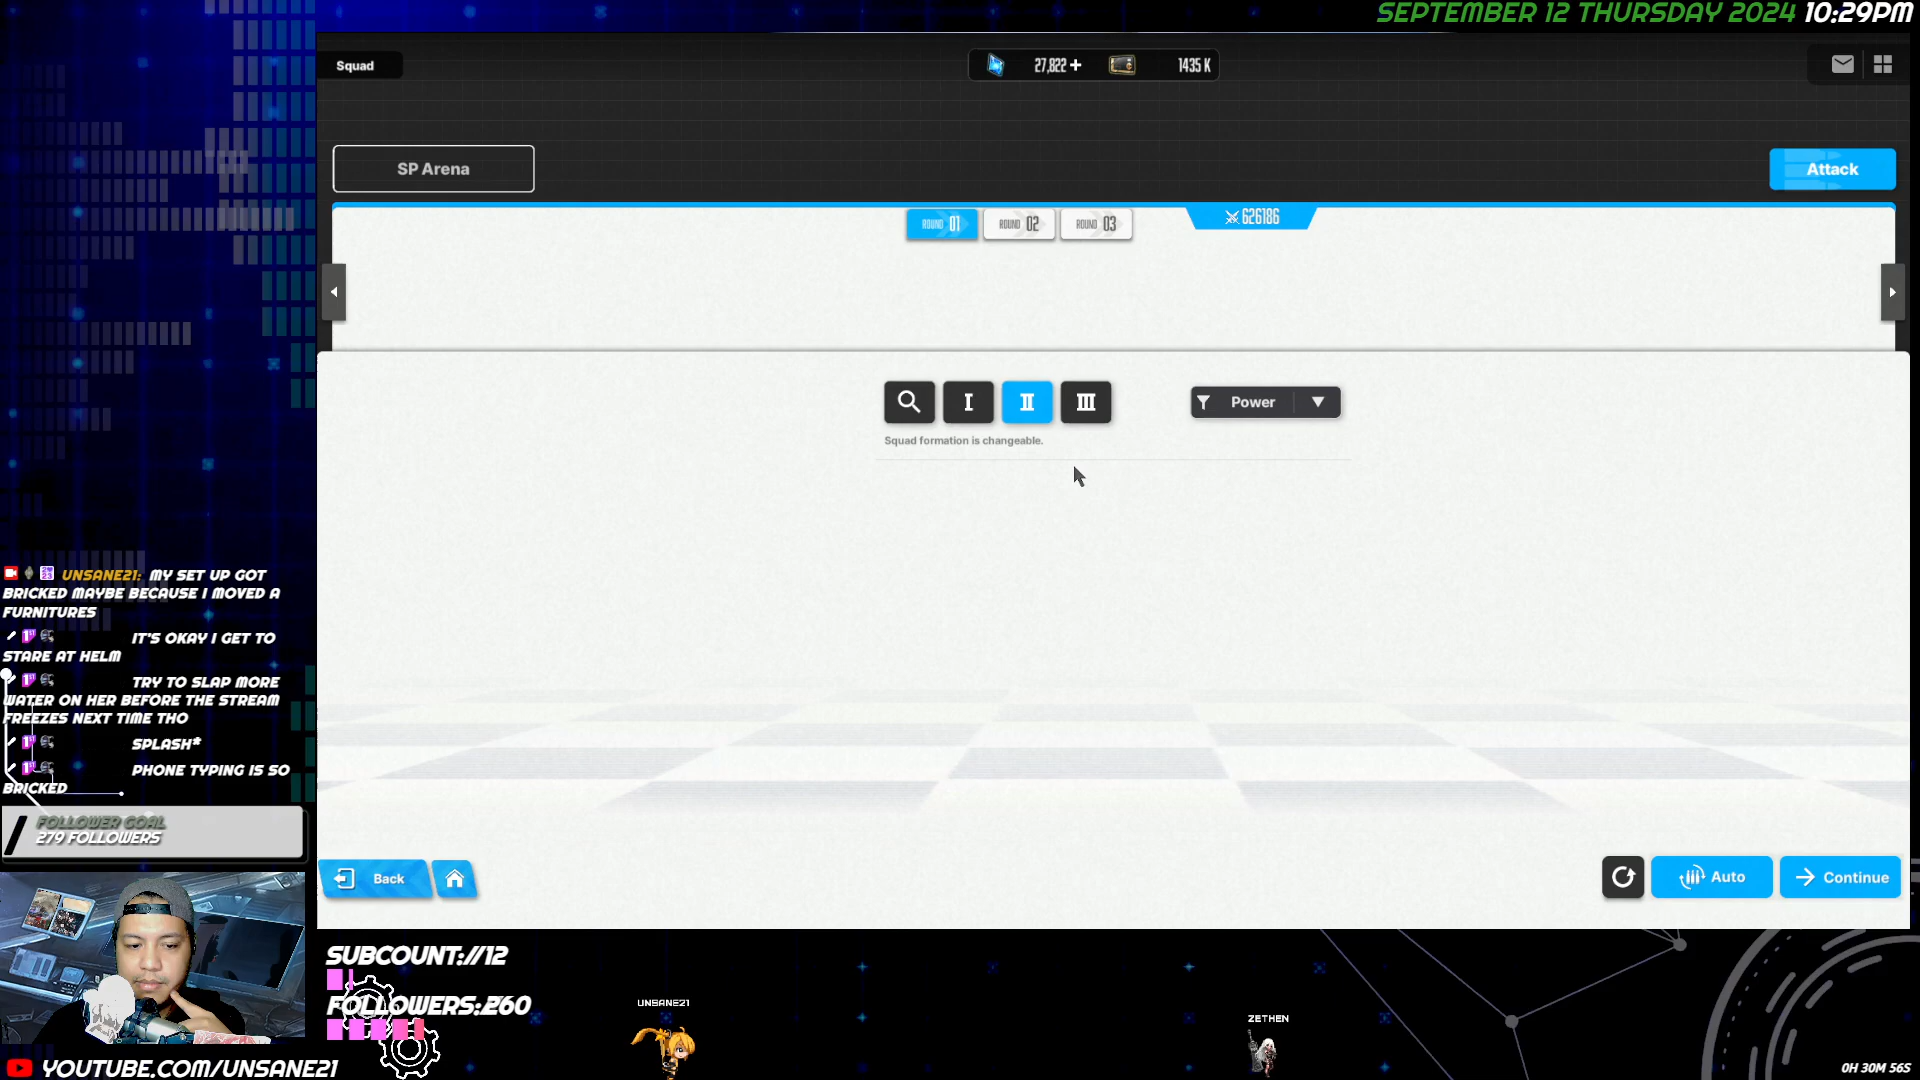 SEPTEMBER 12 THURSDAY 2024 10:29PM
Squad
27,822 +
1435 K
SP Arena
Attack
ROUND 01
ROUND 02
ROUND 03
626186
I
II
III
Power
Squad formation is changeable.
UNSANE21: MY SET UP GOT
BRICKED MAYBE BECAUSE I MOVED A
FURNITURES
IT'S OKAY I GET TO
STARE AT HELM
TRY TO SLAP MORE
WATER ON HER BEFORE THE STREAM
FREEZES NEXT TIME THO
SPLASH*
PHONE TYPING IS SO
BRICKED
FOLLOWER GOAL
279 FOLLOWERS
Back
Auto
Continue
SUBCOUNT://12
FOLLOWERS:260
UNSANE21
ZETHEN
YOUTUBE.COM/UNSANE21
0H 30M 56S